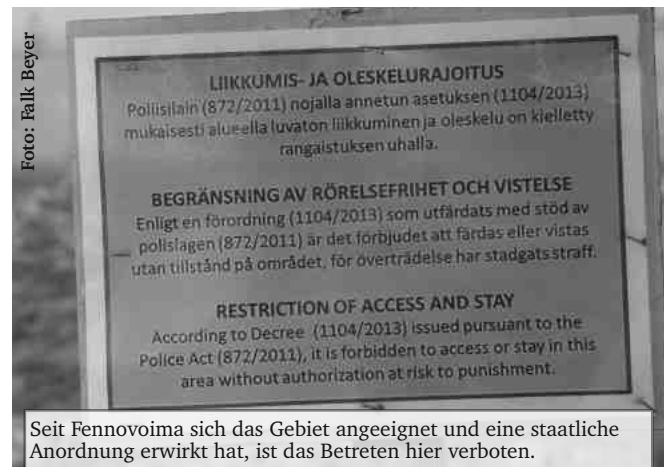 Foto: Falk Beyer
LIIKKUMIS- JA OLESKELURAJOITUS
Poliisilain (872/2011) nojalla annetun asetuksen (1104/2013)
mukaisesti alueella luvaton liikkuminen ja oleskelu on kielletty
rangaistuksen uhalla.
BEGRÄNSNING AV RÖRELSEFRIHET OCH VISTELSE
Enligt en förordning (1104/2013) som utfärdats med stöd av
polislagen (872/2011) är det förbjudet att färdas eller vistas
utan tillstånd på området, för överträdelse har stadgats straff.
RESTRICTION OF ACCESS AND STAY
According to Decree (1104/2013) issued pursuant to the
Police Act (872/2011), it is forbidden to access or stay in this
area without authorization at risk to punishment.
Seit Fennovoima sich das Gebiet angeeignet und eine staatliche
Anordnung erwirkt hat, ist das Betreten hier verboten.